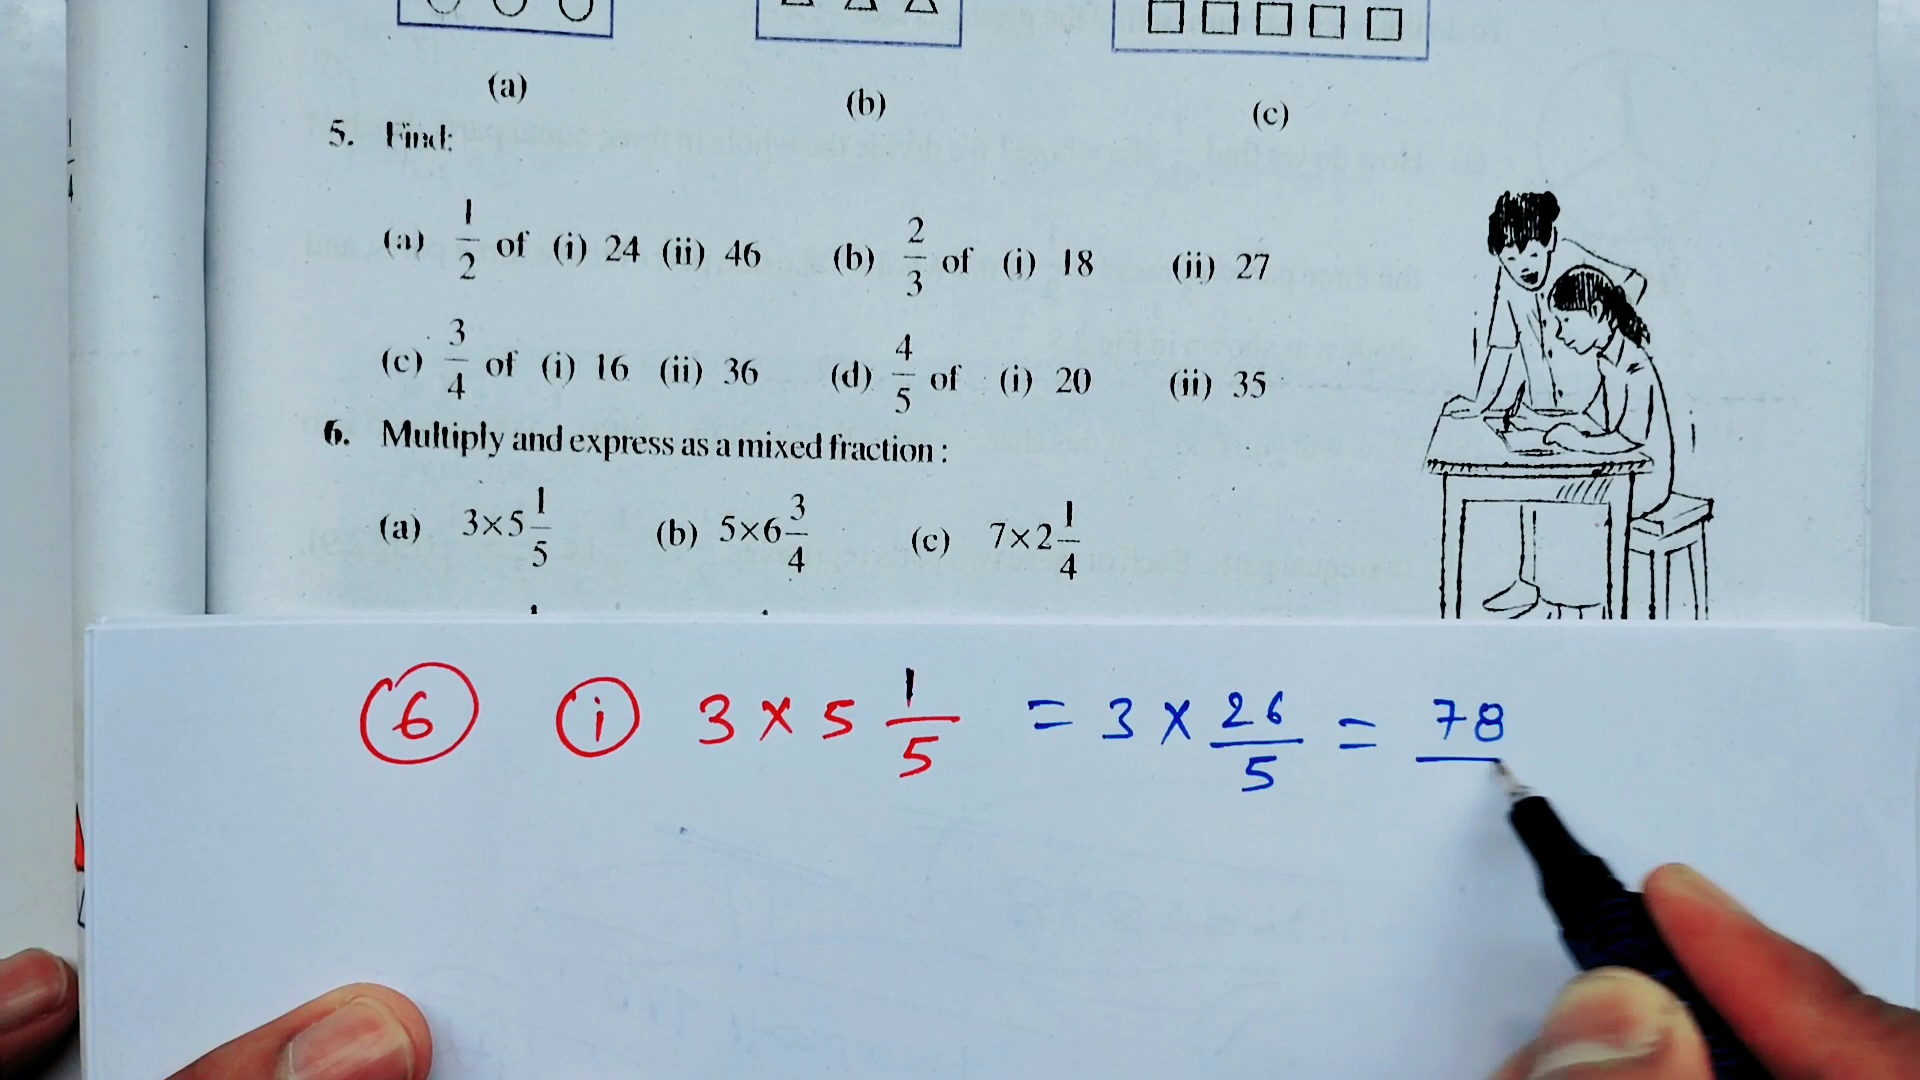 (a) (b) (c)
5. Find:
(a) 1/2 of (i) 24 (ii) 46 (b) 2/3 of (i) 18 (ii) 27
(c) 3/4 of (i) 16 (ii) 36 (d) 4/5 of (i) 20 (ii) 35
6. Multiply and express as a mixed fraction :
(a) 3×5 1/5 (b) 5×6 3/4 (c) 7×2 1/4
6 i 3 × 5 1/5 = 3 × 26/5 = 78